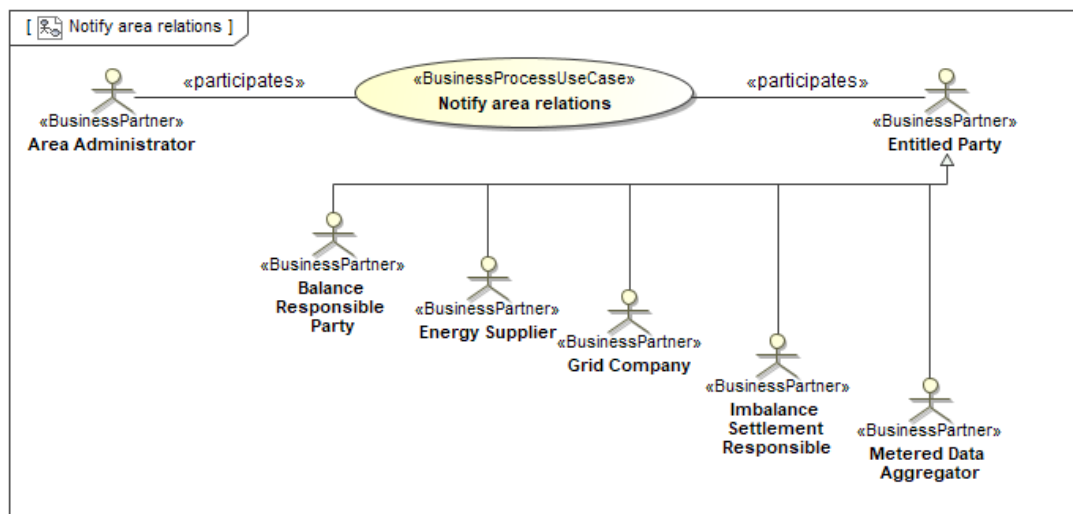 [ Notify area relations ]
«participates»
«BusinessProcessUseCase»
Notify area relations
«participates»
«BusinessPartner»
Area Administrator
«BusinessPartner»
Entitled Party
«BusinessPartner»
Balance
Responsible
Party
«BusinessPartner»
Energy Supplier
«BusinessPartner»
Grid Company
«BusinessPartner»
Imbalance
Settlement
Responsible
«BusinessPartner»
Metered Data
Aggregator